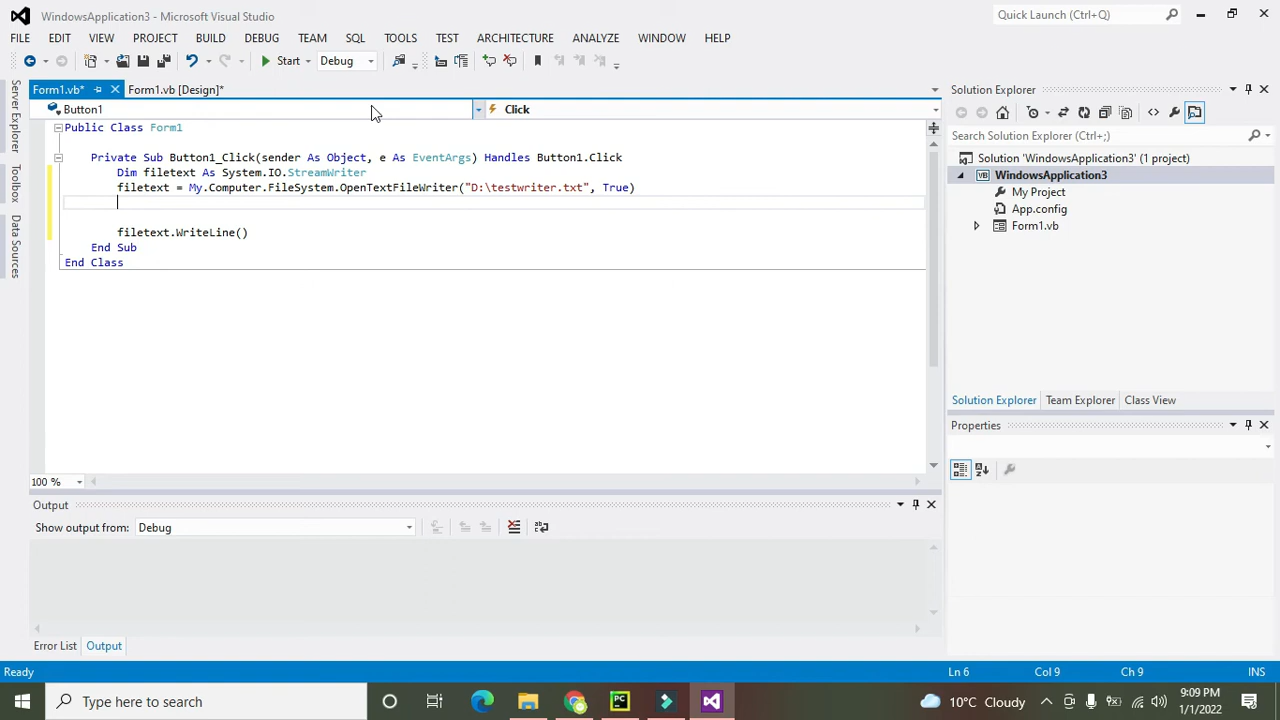 WindowsApplication3 - Microsoft Visual Studio
Quick Launch (Ctrl+Q)
FILE EDIT VIEW PROJECT BUILD DEBUG TEAM SQL TOOLS TEST ARCHITECTURE ANALYZE WINDOW HELP
Start Debug
Form1.vb* Form1.vb [Design]*
Button1 Click
Server Explorer
Toolbox
Data Sources
Public Class Form1
Private Sub Button1_Click(sender As Object, e As EventArgs) Handles Button1.Click
Dim filetext As System.IO.StreamWriter
filetext = My.Computer.FileSystem.OpenTextFileWriter("D:\testwriter.txt", True)
filetext.WriteLine()
End Sub
End Class
100 %
Solution Explorer
Search Solution Explorer (Ctrl+;)
Solution 'WindowsApplication3' (1 project)
VB WindowsApplication3
My Project
App.config
Form1.vb
Solution Explorer Team Explorer Class View
Properties
Output
Show output from: Debug
Error List Output
Ready Ln 6 Col 9 Ch 9 INS
Type here to search
PC
10°C Cloudy
9:09 PM
1/1/2022